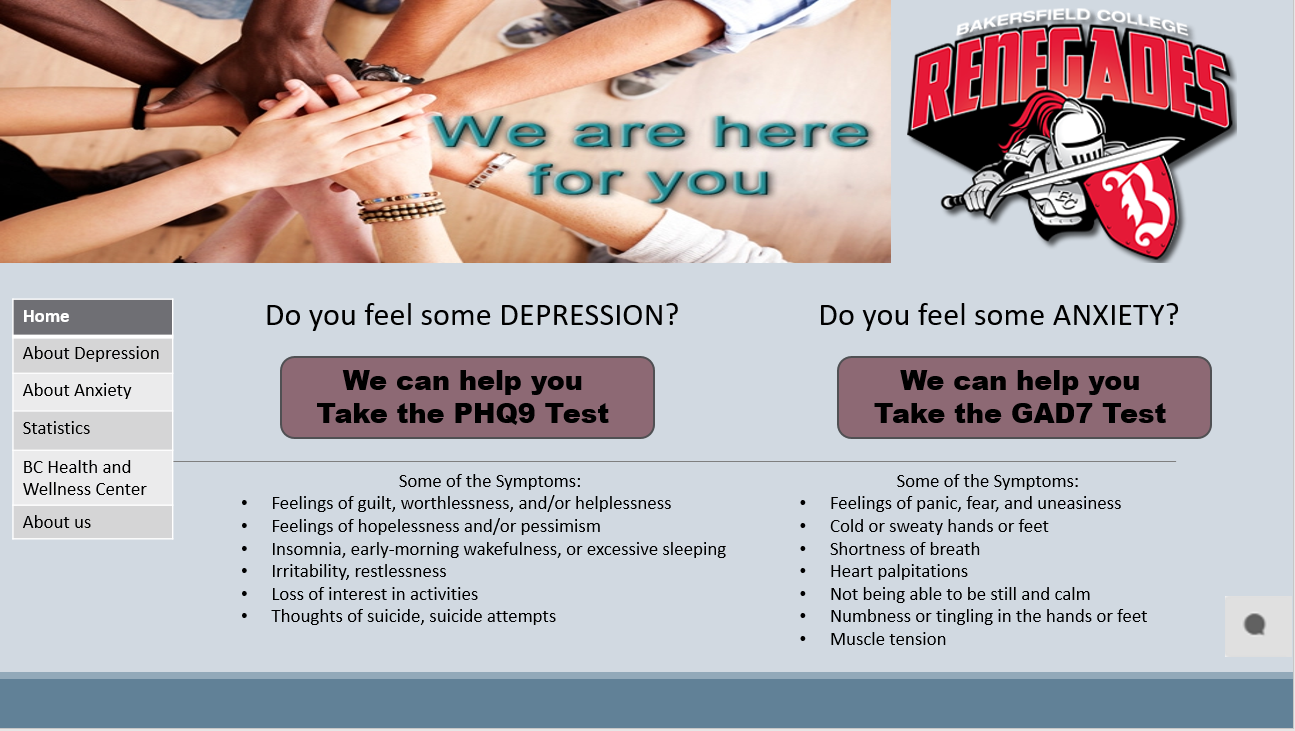 BAKERSFIELD COLLEGE
RENEGADES
We are here
for you
B
Home
About Depression
About Anxiety
Statistics
BC Health and
Wellness Center
About us
Do you feel some DEPRESSION?
We can help you
Take the PHQ9 Test
Some of the Symptoms:
• Feelings of guilt, worthlessness, and/or helplessness
• Feelings of hopelessness and/or pessimism
• Insomnia, early-morning wakefulness, or excessive sleeping
• Irritability, restlessness
• Loss of interest in activities
• Thoughts of suicide, suicide attempts
Do you feel some ANXIETY?
We can help you
Take the GAD7 Test
Some of the Symptoms:
• Feelings of panic, fear, and uneasiness
• Cold or sweaty hands or feet
• Shortness of breath
• Heart palpitations
• Not being able to be still and calm
• Numbness or tingling in the hands or feet
• Muscle tension